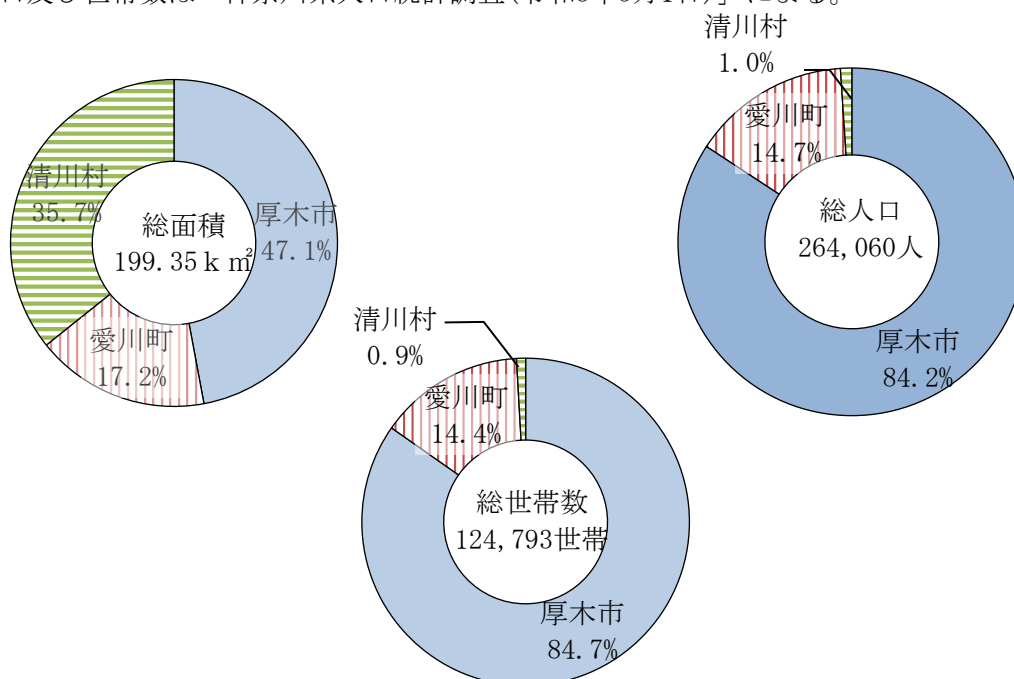 清川村
1.0%
愛川町
14.7%
総人口
264,060人
厚木市
84.2%
清川村
35.7%
総面積
199.35ｋ㎡
厚木市
47.1%
愛川町
17.2%
清川村
0.9%
愛川町
14.4%
総世帯数
124,793世帯
厚木市
84.7%